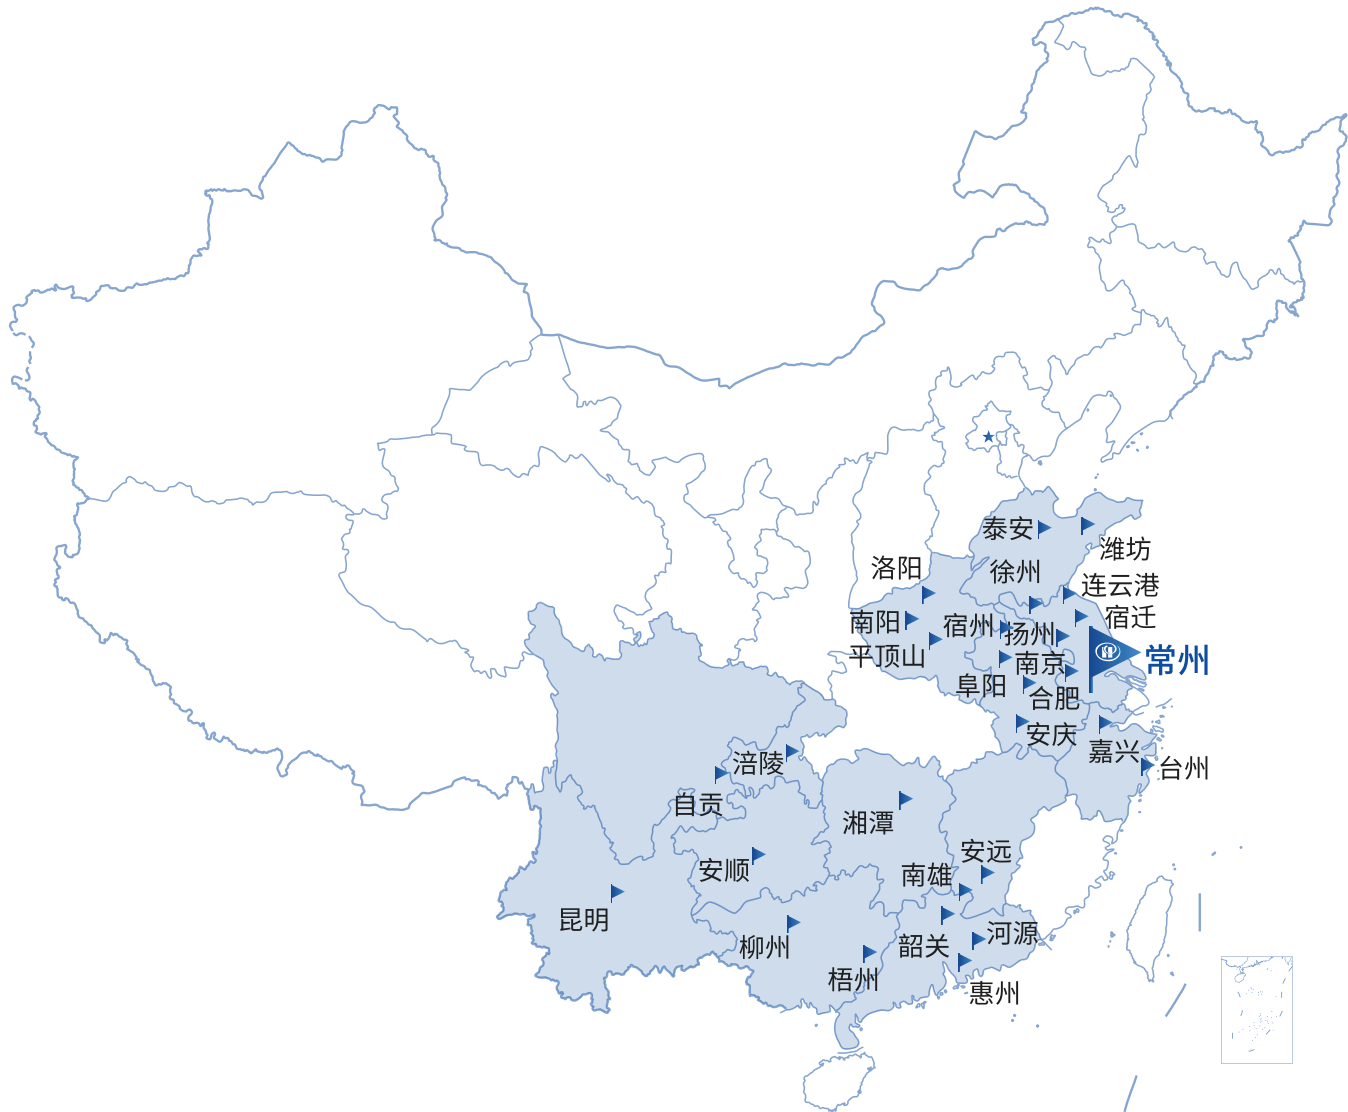 泰安
潍坊
洛阳
徐州
连云港
宿迁
南阳
宿州
扬州
常州
平顶山
南京
阜阳
合肥
安庆
嘉兴
台州
涪陵
自贡
湘潭
安远
安顺
南雄
昆明
柳州
韶关
河源
梧州
惠州